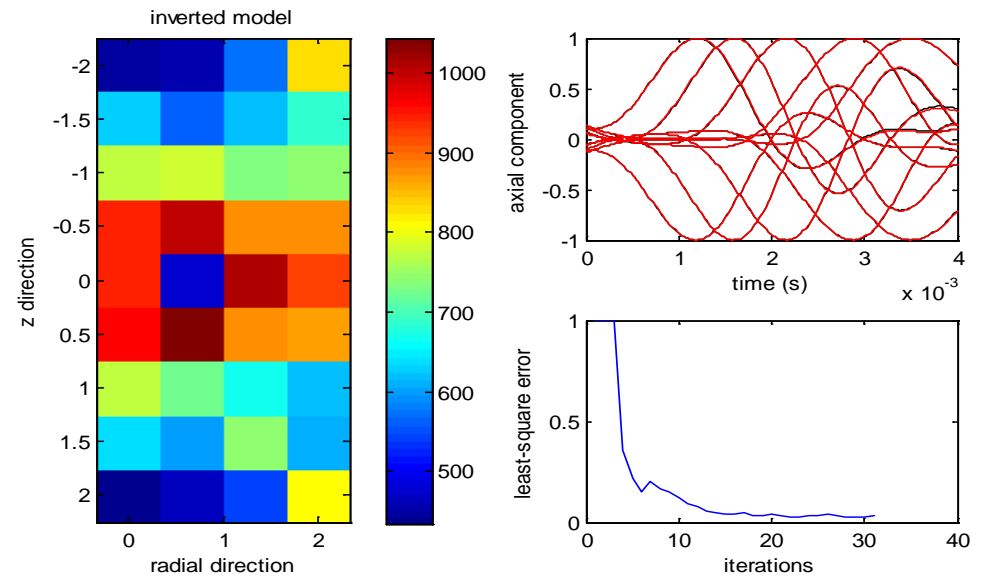 inverted model
-2
-1.5
-1
-0.5
0
0.5
1
1.5
2
z direction
0 1 2
radial direction
1000
900
800
700
600
500
1
0.5
0
-0.5
-1
axial component
0 1 2 3 4
time (s)
x 10^-3
1
0.5
0
least-square error
0 10 20 30 40
iterations